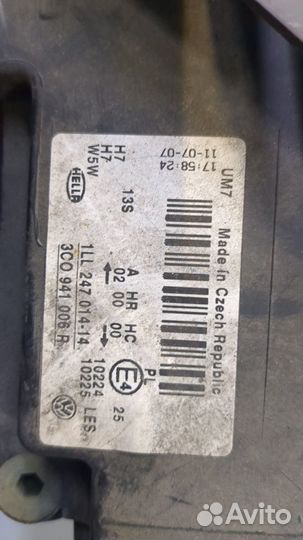 UM7 Made in Czech Republic
17:58:24
11-07-07
H7
H7
W5W
13S
HELLA
A HR HC PL
02 00 00
E4
25
1LL 247 014-14
10224
3C0 941 006 R
10225 LES
Avito